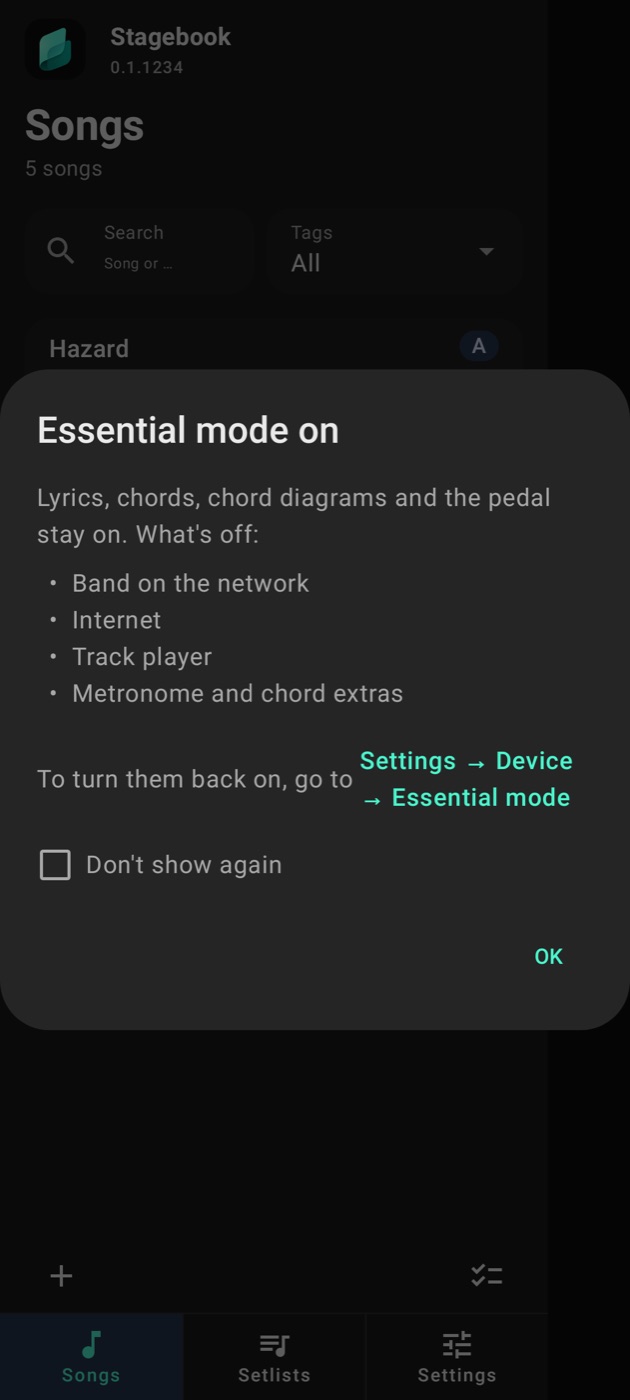 Stagebook
0.1.1234
Songs
5 songs
Search
Song or …
Tags
All
Hazard
A
Essential mode on
Lyrics, chords, chord diagrams and the pedal
stay on. What's off:
• Band on the network
• Internet
• Track player
• Metronome and chord extras
To turn them back on, go to Settings → Device
→ Essential mode
Don't show again
OK
Songs
Setlists
Settings